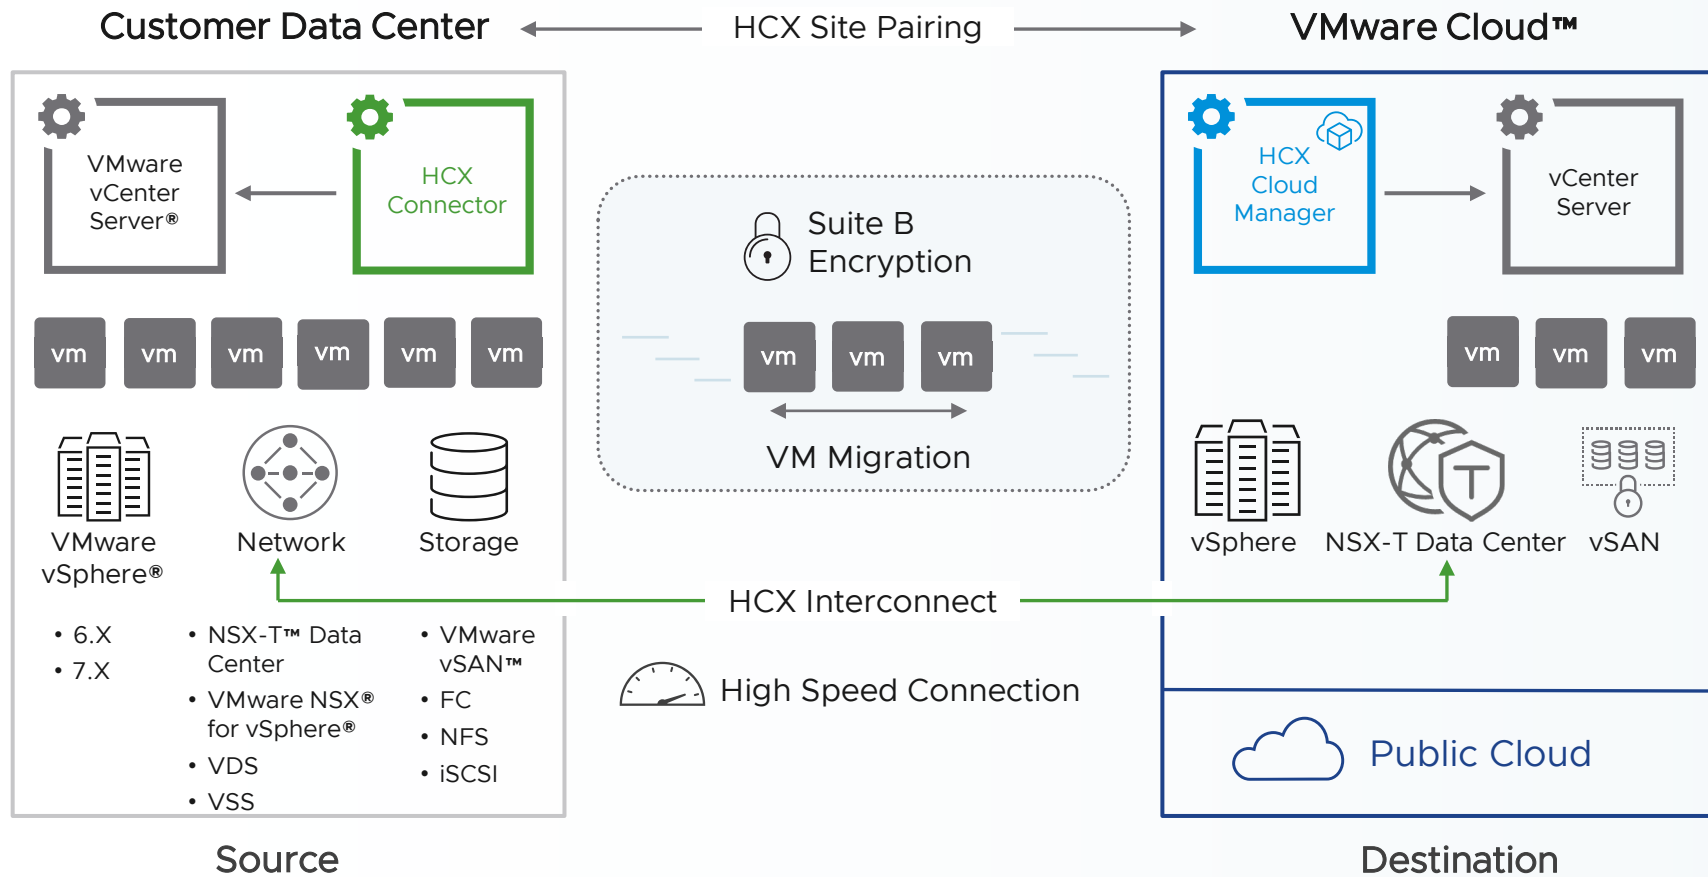 Customer Data Center
HCX Site Pairing
VMware Cloud™
VMware
vCenter
Server®
HCX
Connector
Suite B
Encryption
HCX
Cloud
Manager
vCenter
Server
vm
vm
vm
vm
vm
vm
vm
vm
vm
vm
vm
vm
VM Migration
VMware
vSphere®
Network
Storage
vSphere
T
NSX-T Data Center
vSAN
HCX Interconnect
• 6.X
• 7.X
• NSX-T™ Data
Center
• VMware NSX®
for vSphere®
• VDS
• VSS
• VMware
vSAN™
• FC
• NFS
• iSCSI
High Speed Connection
Public Cloud
Source
Destination